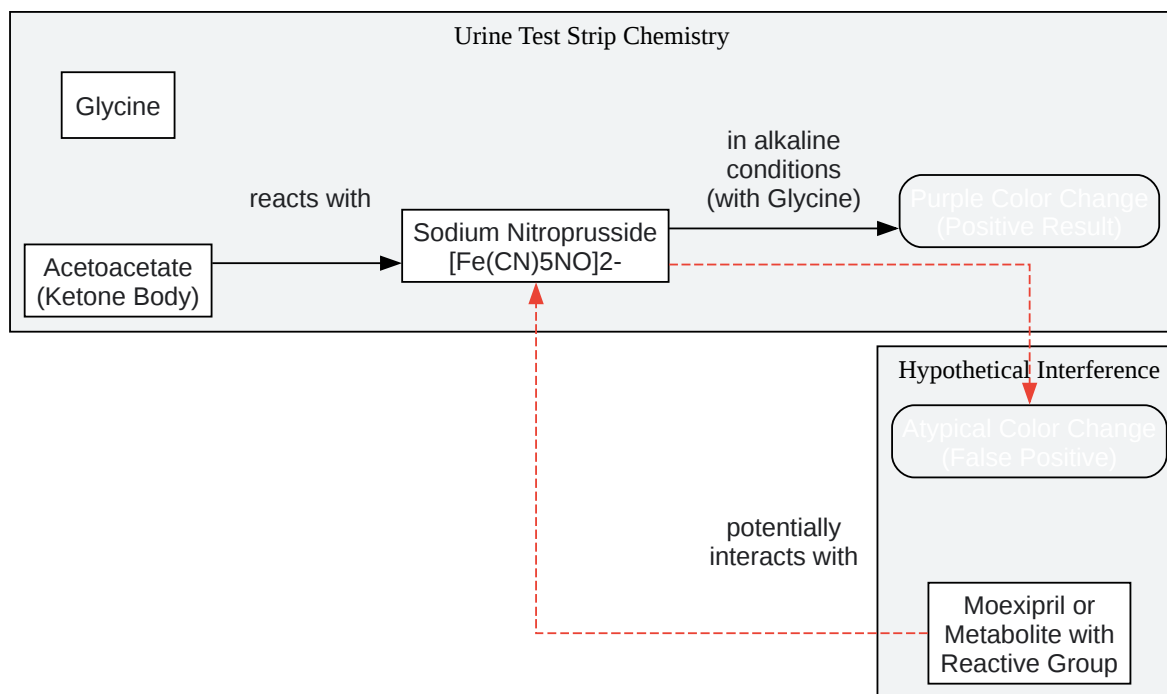 Urine Test Strip Chemistry
Glycine
in alkaline
conditions
(with Glycine)
reacts with
Purple Color Change
(Positive Result)
Sodium Nitroprusside
[Fe(CN)5NO]2-
Acetoacetate
(Ketone Body)
Hypothetical Interference
Atypical Color Change
(False Positive)
potentially
interacts with
Moexipril or
Metabolite with
Reactive Group